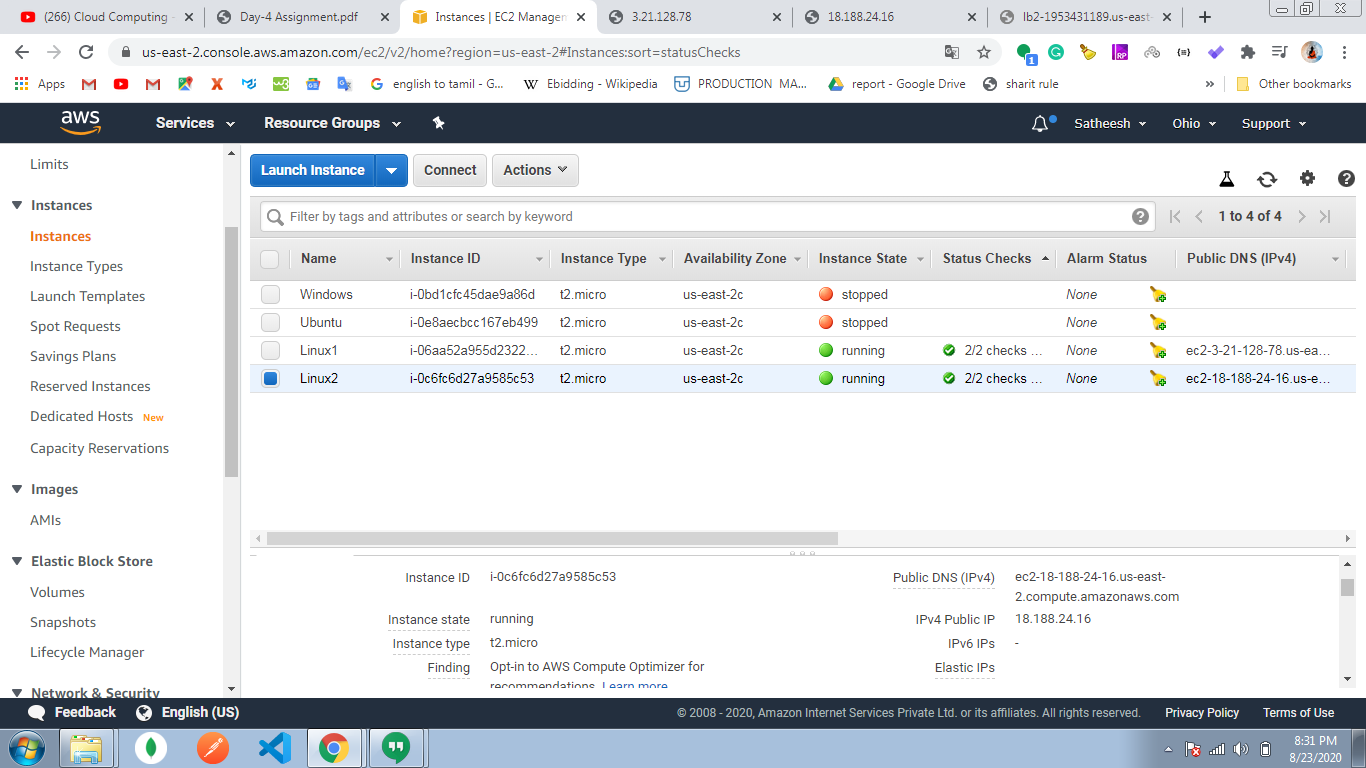 (266) Cloud Computing -
Day-4 Assignment.pdf
Instances | EC2 Managem
3.21.128.78
18.188.24.16
lb2-1953431189.us-east-
us-east-2.console.aws.amazon.com/ec2/v2/home?region=us-east-2#Instances:sort=statusChecks
Apps
english to tamil - G...
Ebidding - Wikipedia
PRODUCTION MA...
report - Google Drive
sharit rule
Other bookmarks
aws Services Resource Groups Satheesh Ohio Support
Limits
Instances
Instances
Instance Types
Launch Templates
Spot Requests
Savings Plans
Reserved Instances
Dedicated Hosts New
Capacity Reservations
Images
AMIs
Elastic Block Store
Volumes
Snapshots
Lifecycle Manager
Network & Security
Launch Instance Connect Actions
Filter by tags and attributes or search by keyword 1 to 4 of 4
Name Instance ID Instance Type Availability Zone Instance State Status Checks Alarm Status Public DNS (IPv4)
Windows i-0bd1cfc45dae9a86d t2.micro us-east-2c stopped None
Ubuntu i-0e8aecbcc167eb499 t2.micro us-east-2c stopped None
Linux1 i-06aa52a955d2322... t2.micro us-east-2c running 2/2 checks ... None ec2-3-21-128-78.us-ea...
Linux2 i-0c6fc6d27a9585c53 t2.micro us-east-2c running 2/2 checks ... None ec2-18-188-24-16.us-e...
Instance ID i-0c6fc6d27a9585c53
Instance state running
Instance type t2.micro
Finding Opt-in to AWS Compute Optimizer for
recommendations. Learn more
Public DNS (IPv4) ec2-18-188-24-16.us-east-
2.compute.amazonaws.com
IPv4 Public IP 18.188.24.16
IPv6 IPs -
Elastic IPs
Feedback English (US) © 2008 - 2020, Amazon Internet Services Private Ltd. or its affiliates. All rights reserved. Privacy Policy Terms of Use
8:31 PM
8/23/2020